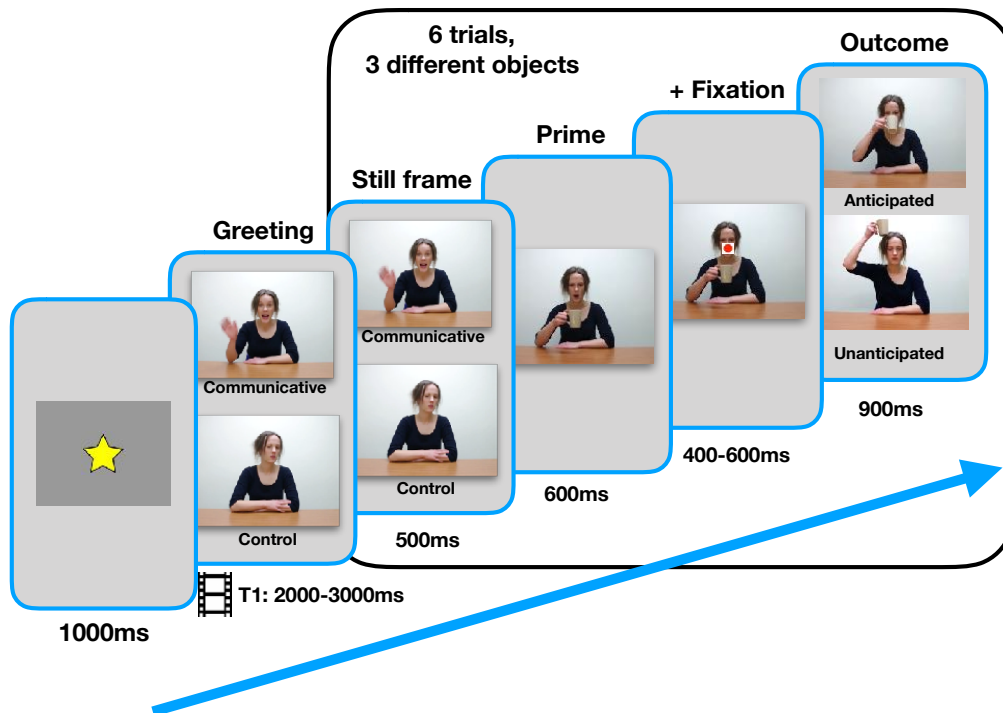 6 trials,
3 different objects
Outcome
+ Fixation
Prime
Still frame
Greeting
Anticipated
Unanticipated
Communicative
Communicative
Control
Control
900ms
400-600ms
600ms
500ms
T1: 2000-3000ms
1000ms